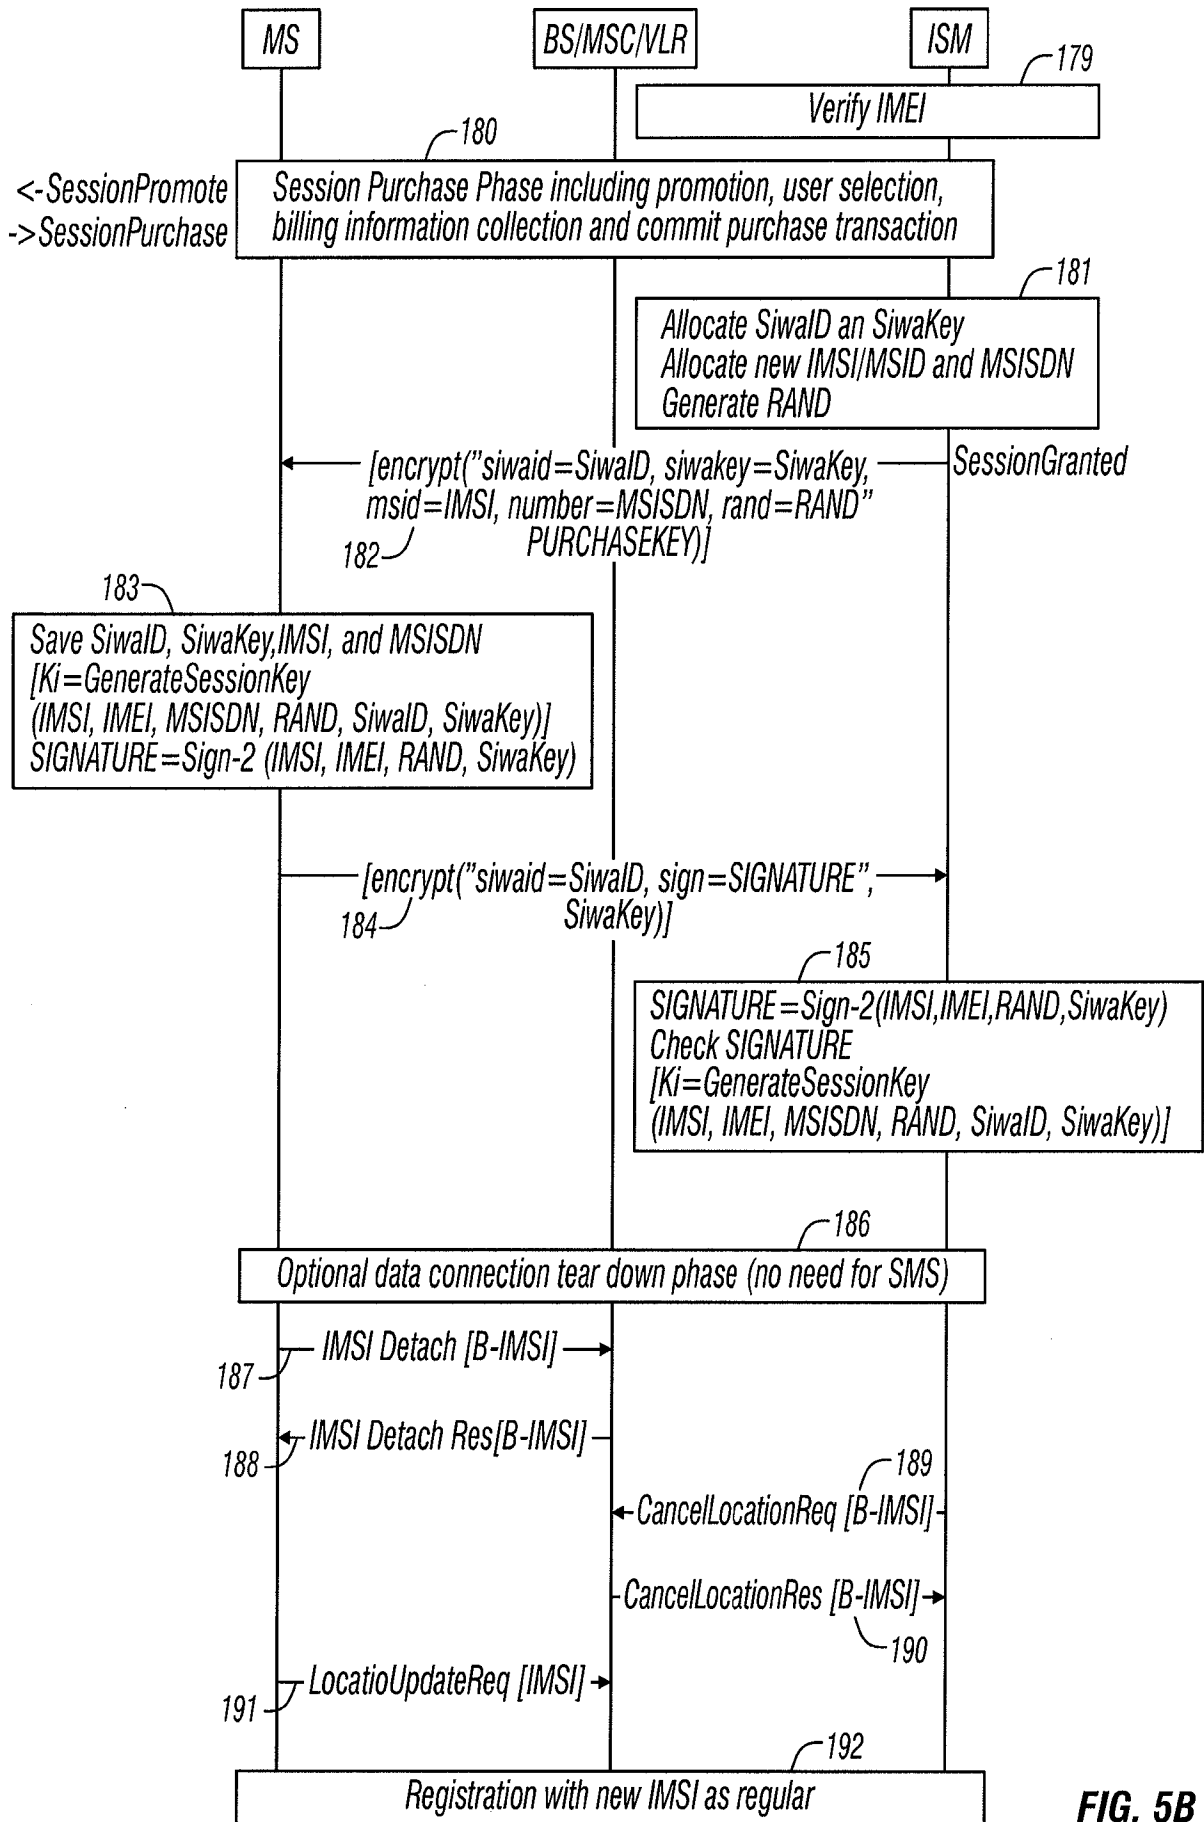 MS
BS/MSC/VLR
ISM
179
Verify IMEI
180
<-SessionPromote
->SessionPurchase
Session Purchase Phase including promotion, user selection,
billing information collection and commit purchase transaction
181
Allocate SiwaID an SiwaKey
Allocate new IMSI/MSID and MSISDN
Generate RAND
[encrypt("siwaid=SiwaID, siwakey=SiwaKey,
msid=IMSI, number=MSISDN, rand=RAND"
PURCHASEKEY)]
SessionGranted
182
183
Save SiwaID, SiwaKey,IMSI, and MSISDN
[Ki=GenerateSessionKey
(IMSI, IMEI, MSISDN, RAND, SiwaID, SiwaKey)]
SIGNATURE=Sign-2 (IMSI, IMEI, RAND, SiwaKey)
[encrypt("siwaid=SiwaID, sign=SIGNATURE",
SiwaKey)]
184
185
SIGNATURE=Sign-2(IMSI,IMEI,RAND,SiwaKey)
Check SIGNATURE
[Ki=GenerateSessionKey
(IMSI, IMEI, MSISDN, RAND, SiwaID, SiwaKey)]
186
Optional data connection tear down phase (no need for SMS)
IMSI Detach [B-IMSI]
187
IMSI Detach Res[B-IMSI]
188
189
CancelLocationReq [B-IMSI]
CancelLocationRes [B-IMSI]
190
LocatioUpdateReq [IMSI]
191
192
Registration with new IMSI as regular
FIG. 5B